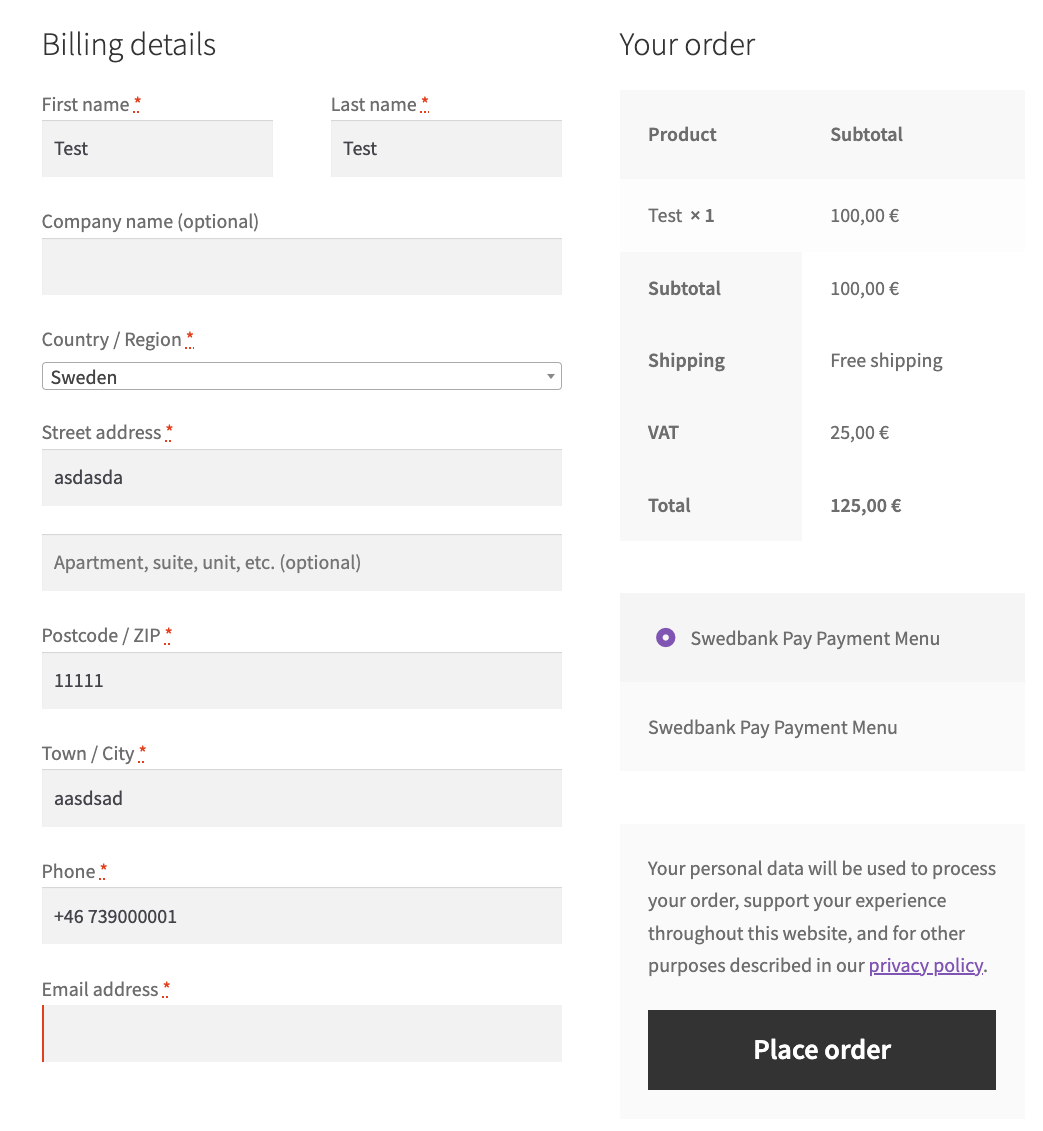 Billing details
First name *
Last name *
Test
Test
Company name (optional)
Country / Region *
Sweden
Street address *
asdasda
Apartment, suite, unit, etc. (optional)
Postcode / ZIP *
11111
Town / City *
aasdsad
Phone *
+46 739000001
Email address *
Your order
Product Subtotal
Test × 1 100,00 €
Subtotal 100,00 €
Shipping Free shipping
VAT 25,00 €
Total 125,00 €
Swedbank Pay Payment Menu
Swedbank Pay Payment Menu
Your personal data will be used to process
your order, support your experience
throughout this website, and for other
purposes described in our privacy policy.
Place order